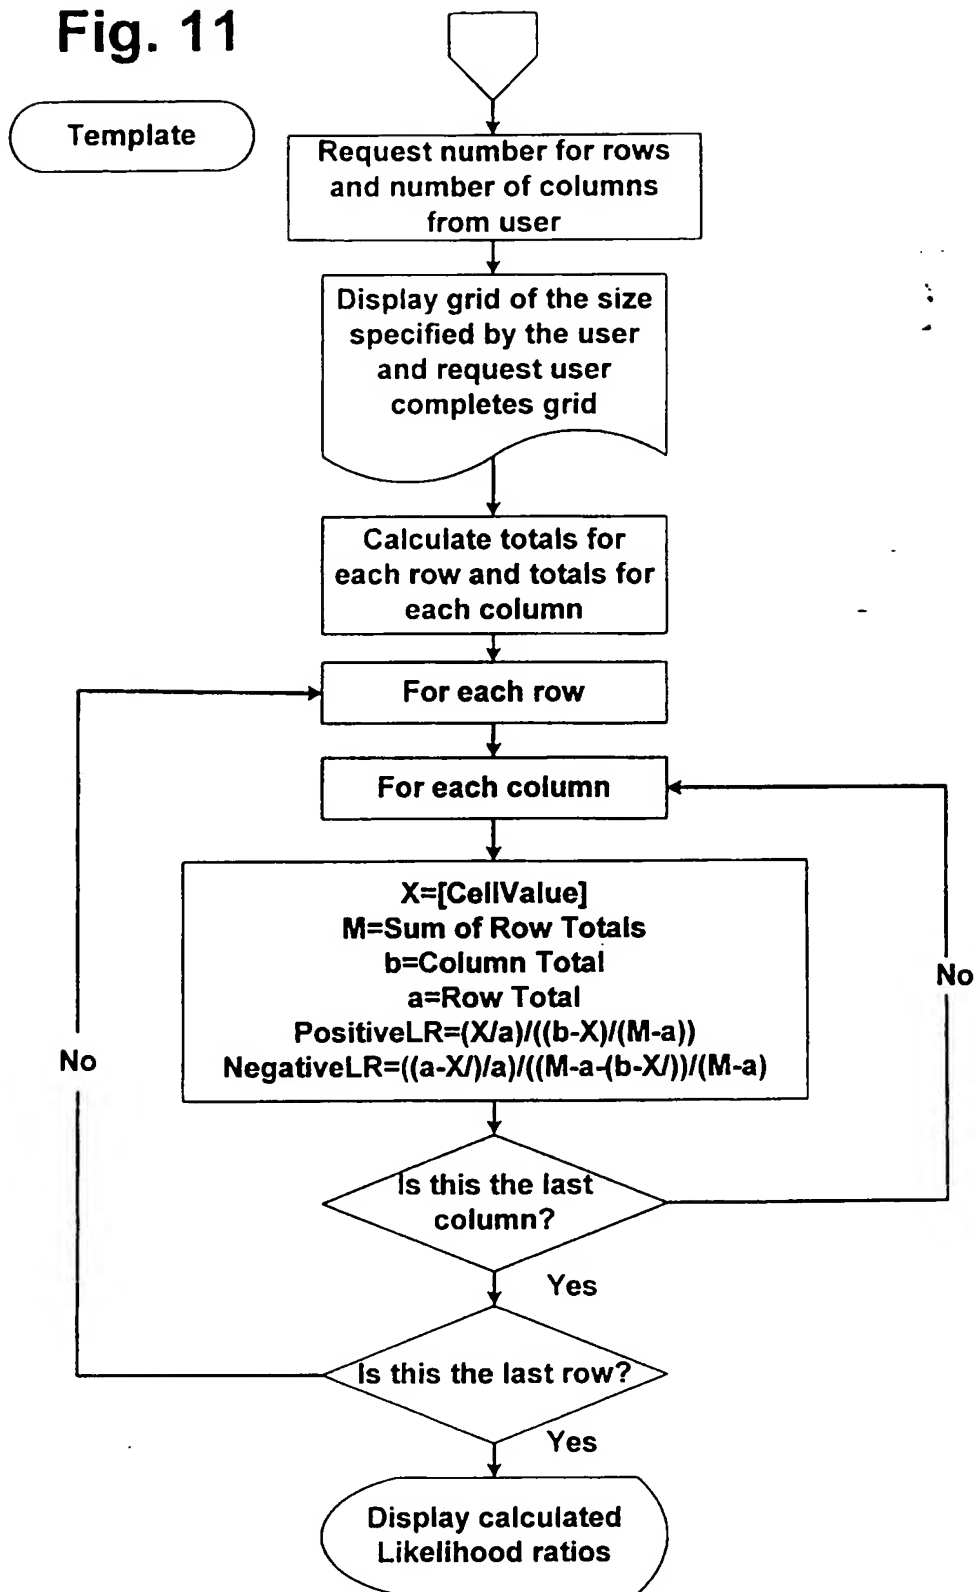 Fig. 11
Template
Request number for rows
and number of columns
from user
Display grid of the size
specified by the user
and request user
completes grid
Calculate totals for
each row and totals for
each column
For each row
For each column
X=[CellValue]
M=Sum of Row Totals
b=Column Total
a=Row Total
PositiveLR=(X/a)/((b-X)/(M-a))
NegativeLR=((a-X/)/a)/((M-a-(b-X/))/(M-a)
No
No
Is this the last
column?
Yes
Is this the last row?
Yes
Display calculated
Likelihood ratios